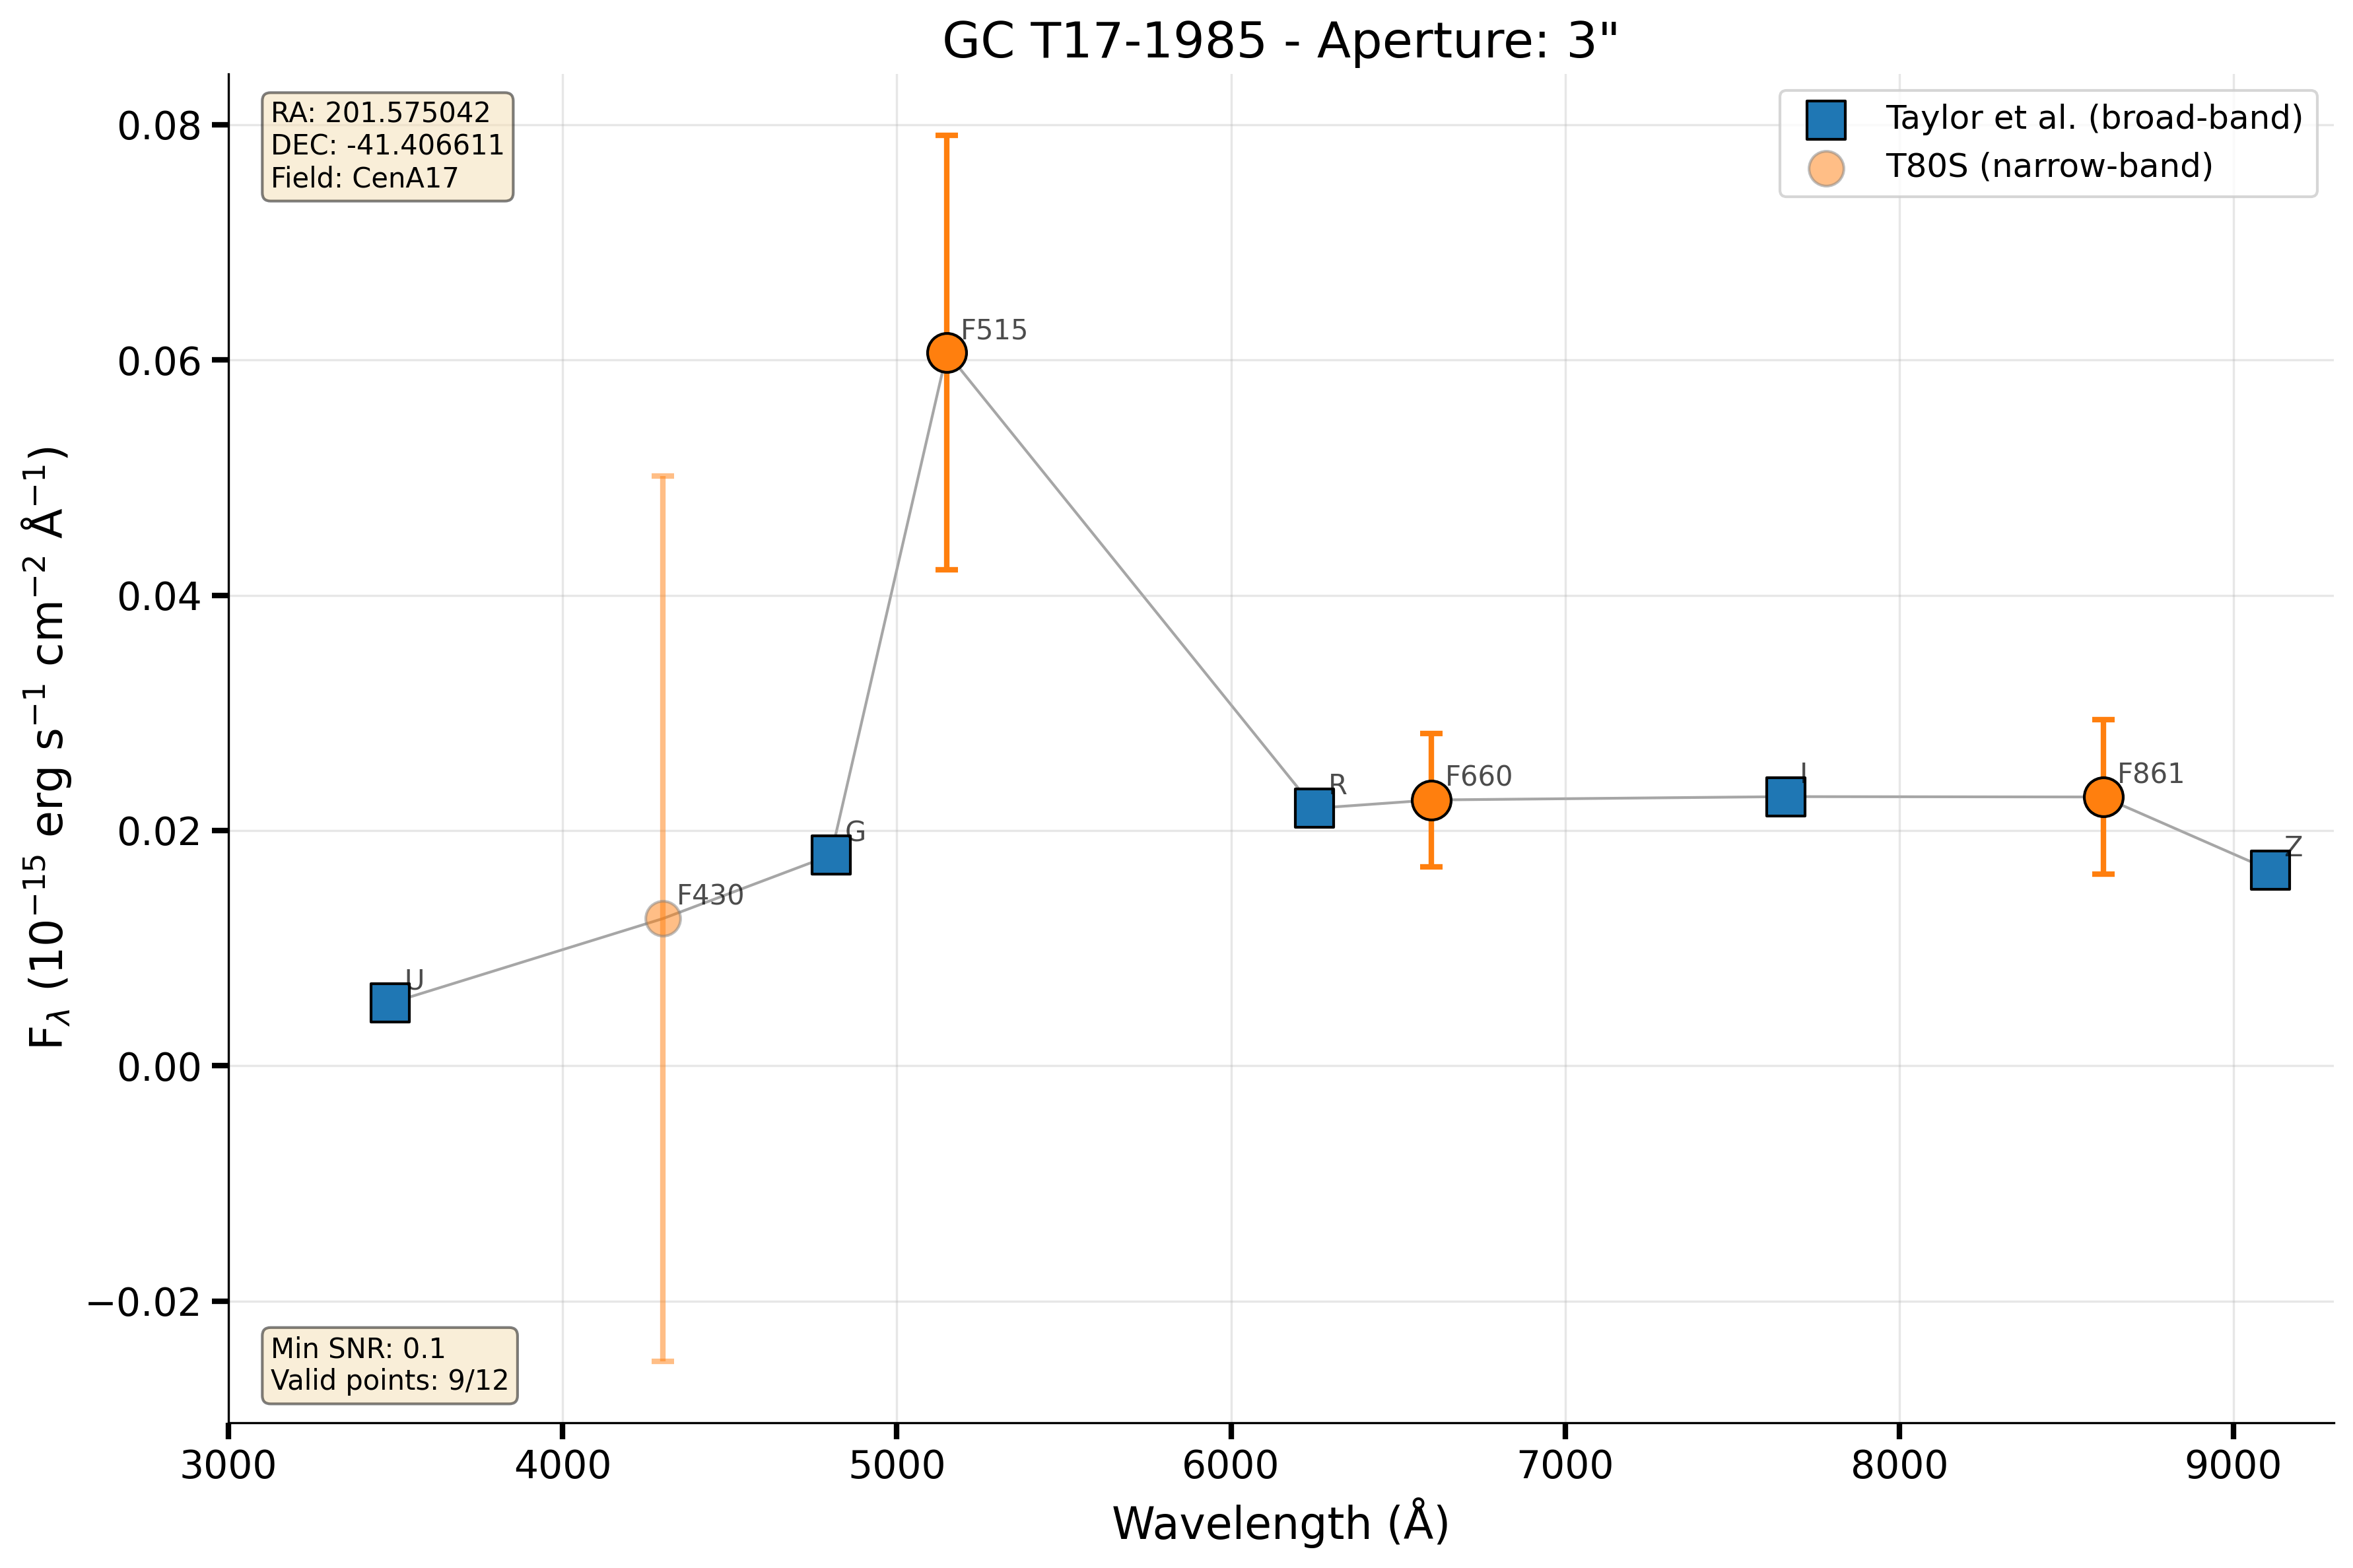 GC T17-1985 - Aperture: 3"
RA: 201.575042
DEC: -41.406611
Field: CenA17
Taylor et al. (broad-band)
T80S (narrow-band)
0.08
0.06
0.04
0.02
0.00
−0.02
F_λ (10⁻¹⁵ erg s⁻¹ cm⁻² Å⁻¹)
U
F430
G
F515
R
F660
I
F861
Z
Min SNR: 0.1
Valid points: 9/12
3000 4000 5000 6000 7000 8000 9000
Wavelength (Å)